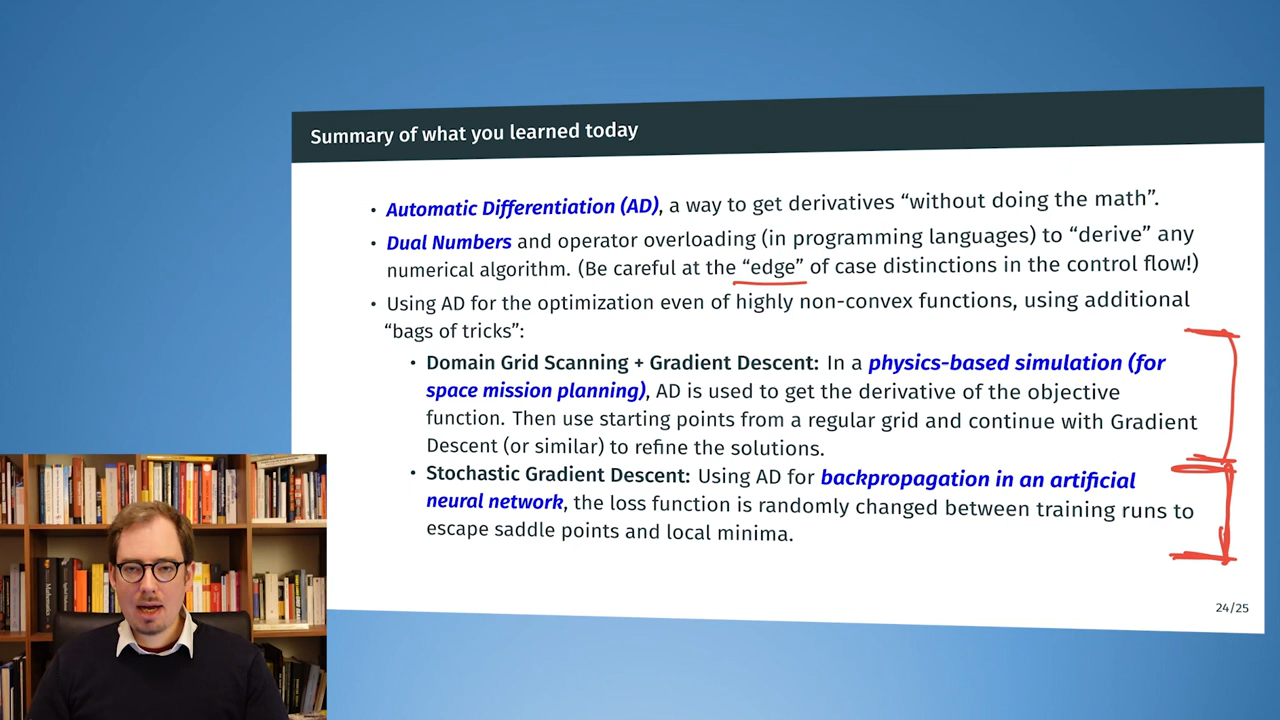 Summary of what you learned today
• Automatic Differentiation (AD), a way to get derivatives “without doing the math”.
• Dual Numbers and operator overloading (in programming languages) to “derive” any
numerical algorithm. (Be careful at the “edge” of case distinctions in the control flow!)
• Using AD for the optimization even of highly non-convex functions, using additional
“bags of tricks”:
• Domain Grid Scanning + Gradient Descent: In a physics-based simulation (for
space mission planning), AD is used to get the derivative of the objective
function. Then use starting points from a regular grid and continue with Gradient
Descent (or similar) to refine the solutions.
• Stochastic Gradient Descent: Using AD for backpropagation in an artificial
neural network, the loss function is randomly changed between training runs to
escape saddle points and local minima.
24/25